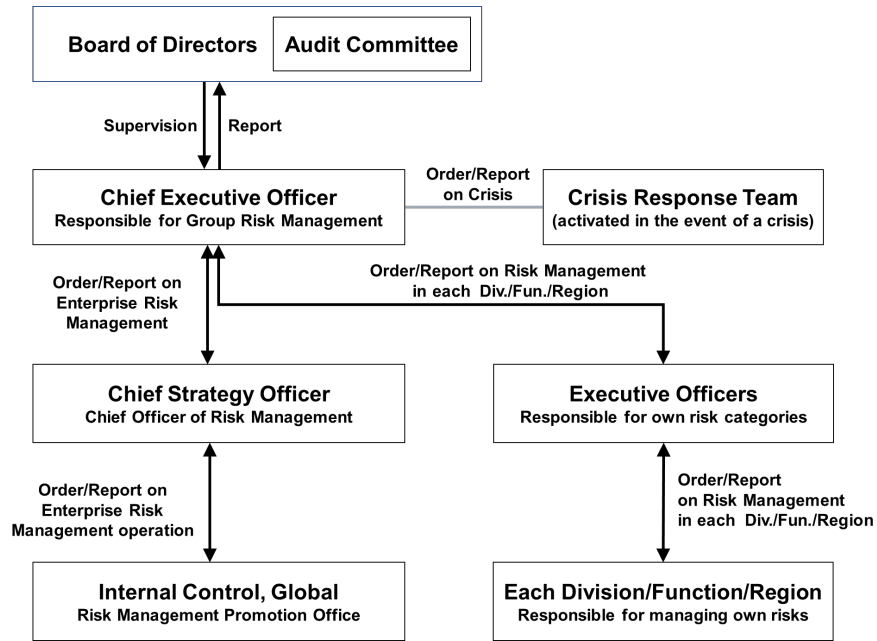 Board of Directors
Audit Committee
Supervision
Report
Chief Executive Officer
Responsible for Group Risk Management
Order/Report
on Crisis
Crisis Response Team
(activated in the event of a crisis)
Order/Report on
Enterprise Risk
Management
Order/Report on Risk Management
in each Div./Fun./Region
Chief Strategy Officer
Chief Officer of Risk Management
Executive Officers
Responsible for own risk categories
Order/Report on
Enterprise Risk
Management operation
Order/Report
on Risk Management
in each Div./Fun./Region
Internal Control, Global
Risk Management Promotion Office
Each Division/Function/Region
Responsible for managing own risks